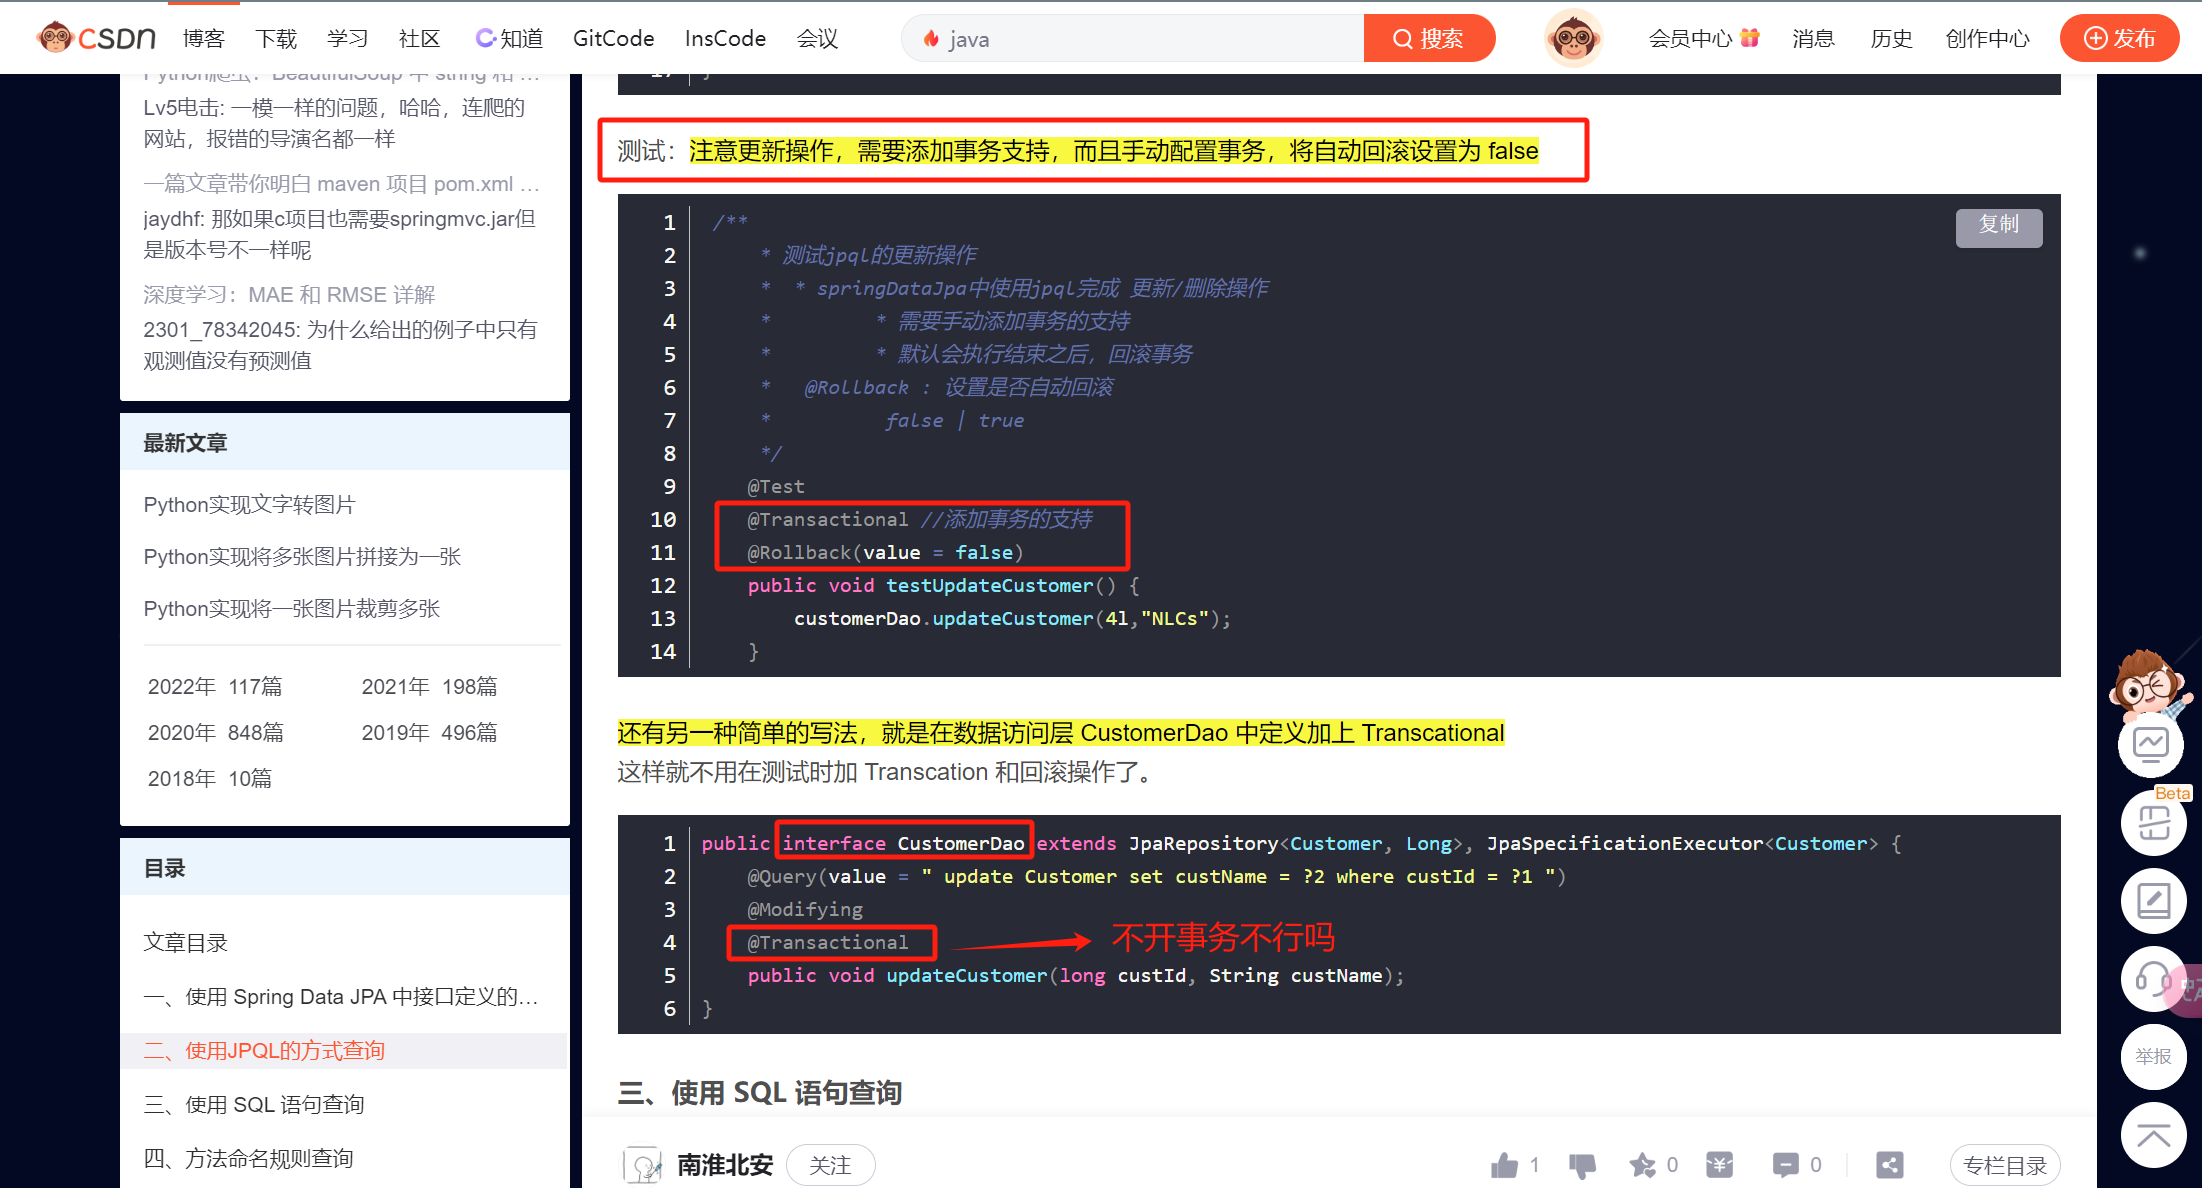 CSDN 博客 下载 学习 社区 C知道 GitCode InsCode 会议 java 搜索 会员中心 消息 历史 创作中心 发布
Lv5电击: 一模一样的问题，哈哈，连爬的
网站，报错的导演名都一样
一篇文章带你明白 maven 项目 pom.xml …
jaydhf: 那如果c项目也需要springmvc.jar但
是版本号不一样呢
深度学习：MAE 和 RMSE 详解
2301_78342045: 为什么给出的例子中只有
观测值没有预测值
最新文章
Python实现文字转图片
Python实现将多张图片拼接为一张
Python实现将一张图片裁剪多张
2022年 117篇 2021年 198篇
2020年 848篇 2019年 496篇
2018年 10篇
目录
文章目录
一、使用 Spring Data JPA 中接口定义的…
二、使用JPQL的方式查询
三、使用 SQL 语句查询
四、方法命名规则查询
测试：注意更新操作，需要添加事务支持，而且手动配置事务，将自动回滚设置为 false
复制
1 /**
2 * 测试jpql的更新操作
3 * * springDataJpa中使用jpql完成 更新/删除操作
4 * * 需要手动添加事务的支持
5 * * 默认会执行结束之后，回滚事务
6 * @Rollback : 设置是否自动回滚
7 * false | true
8 */
9 @Test
10 @Transactional //添加事务的支持
11 @Rollback(value = false)
12 public void testUpdateCustomer() {
13 customerDao.updateCustomer(4l,"NLCs");
14 }
还有另一种简单的写法，就是在数据访问层 CustomerDao 中定义加上 Transcational
这样就不用在测试时加 Transcation 和回滚操作了。
1 public interface CustomerDao extends JpaRepository<Customer, Long>, JpaSpecificationExecutor<Customer> {
2 @Query(value = " update Customer set custName = ?2 where custId = ?1 ")
3 @Modifying
4 @Transactional 不开事务不行吗
5 public void updateCustomer(long custId, String custName);
6 }
三、使用 SQL 语句查询
南淮北安 关注 1 0 0 专栏目录
Beta
举报